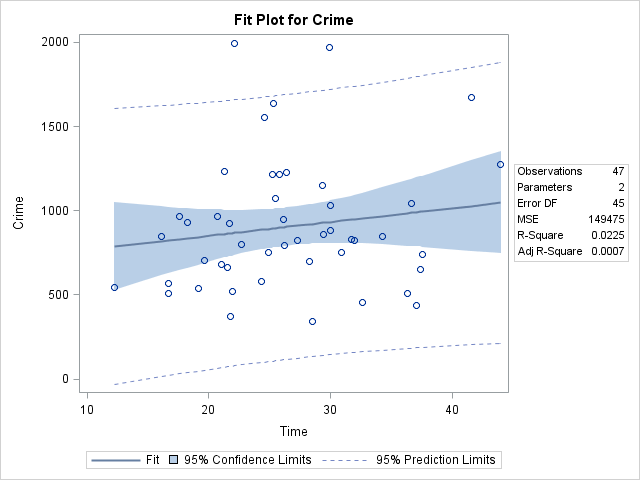 Fit Plot for Crime
2000
1500
1000
500
0
Crime
10 20 30 40
Time
Observations 47
Parameters 2
Error DF 45
MSE 149475
R-Square 0.0225
Adj R-Square 0.0007
Fit 95% Confidence Limits 95% Prediction Limits